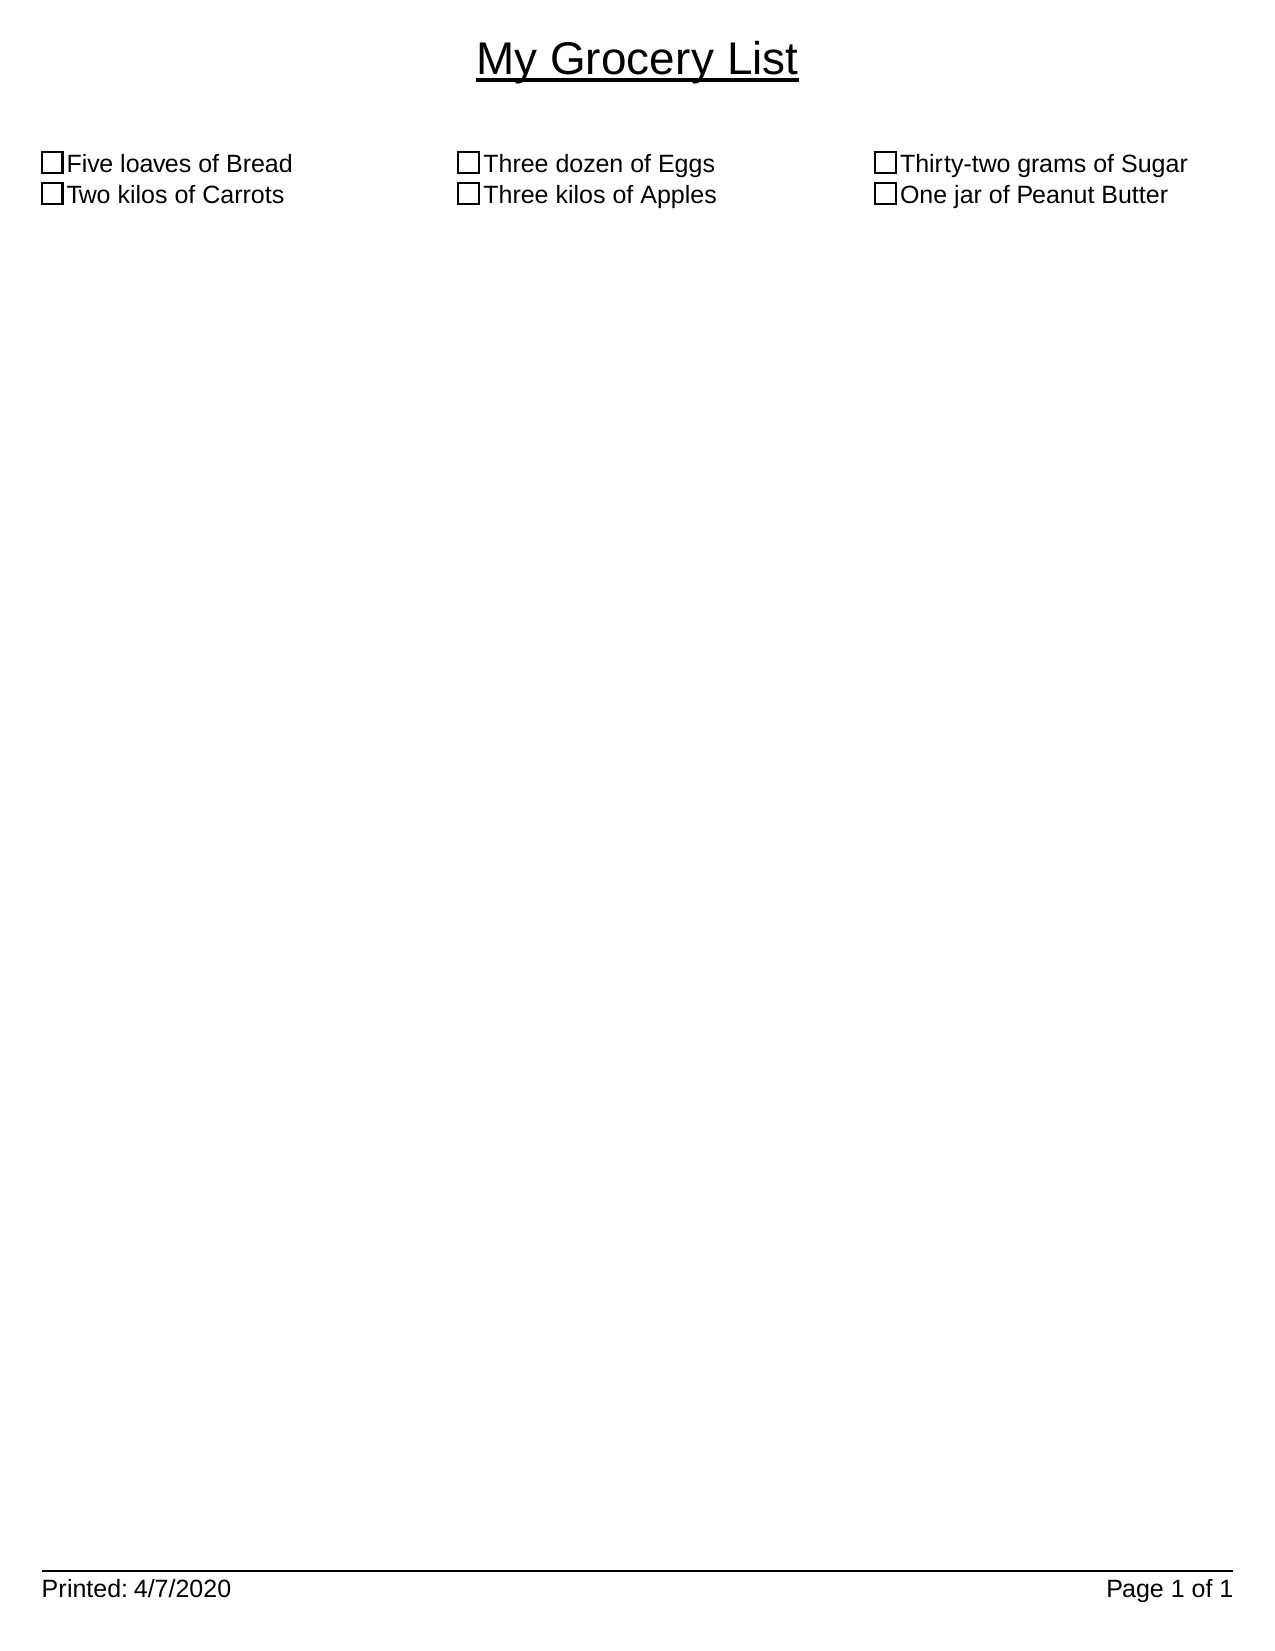 My Grocery List
Five loaves of Bread Three dozen of Eggs Thirty-two grams of Sugar
Two kilos of Carrots Three kilos of Apples One jar of Peanut Butter
Printed: 4/7/2020 Page 1 of 1